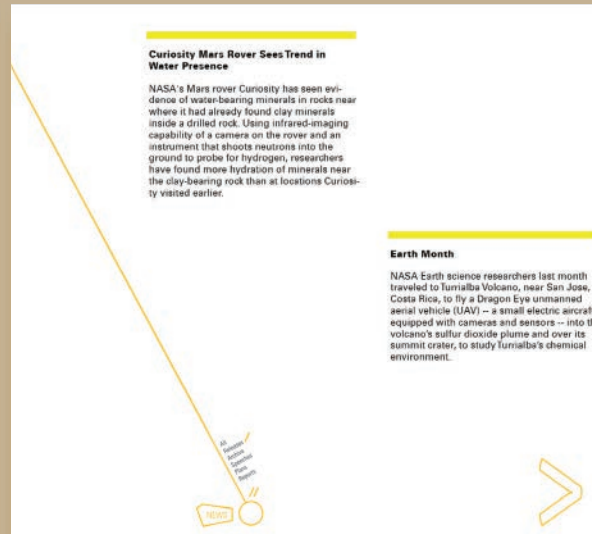 Curiosity Mars Rover Sees Trend in
Water Presence
NASA's Mars rover Curiosity has seen evi-
dence of water-bearing minerals in rocks near
where it had already found clay minerals
inside a drilled rock. Using infrared-imaging
capability of a camera on the rover and an
instrument that shoots neutrons into the
ground to probe for hydrogen, researchers
have found more hydration of minerals near
the clay-bearing rock than at locations Curiosi-
ty visited earlier.
Earth Month
NASA Earth science researchers last month
traveled to Turrialba Volcano, near San Jose,
Costa Rica, to fly a Dragon Eye unmanned
aerial vehicle (UAV) -- a small electric aircraft
equipped with cameras and sensors -- into th
volcano's sulfur dioxide plume and over its
summit crater, to study Turrialba's chemical
environment.
All
Releases
Archive
Speeches
Plans
Reports
NEWS